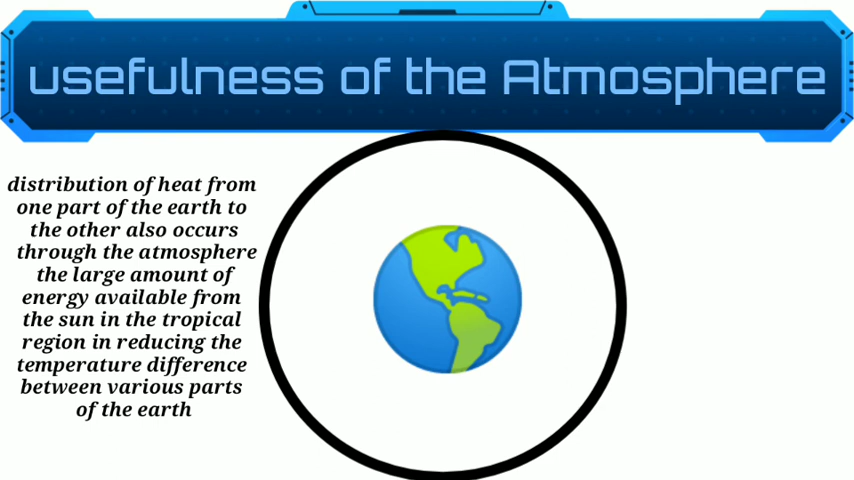 usefulness of the Atmosphere
distribution of heat from
one part of the earth to
the other also occurs
through the atmosphere
the large amount of
energy available from
the sun in the tropical
region in reducing the
temperature difference
between various parts
of the earth